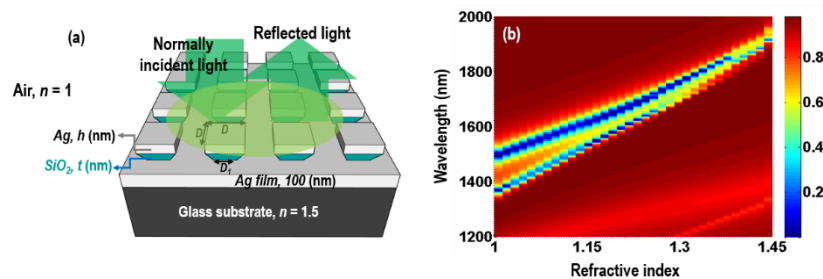 (a)
Normally
incident light
Reflected light
Air, n = 1
D
D
Ag, h (nm)
SiO2, t (nm)
D1
Ag film, 100 (nm)
Glass substrate, n = 1.5
(b)
Wavelength (nm)
2000
1800
1600
1400
1200
1
1.15
1.3
1.45
Refractive index
0.8
0.6
0.4
0.2